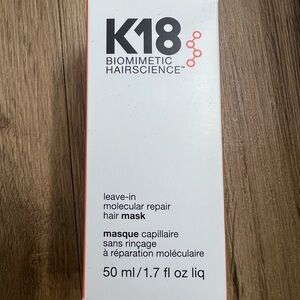 K18
BIOMIMETIC
HAIRSCIENCE™
leave-in
molecular repair
hair mask
masque capillaire
sans rinçage
à réparation moléculaire
50 ml/1.7 fl oz liq